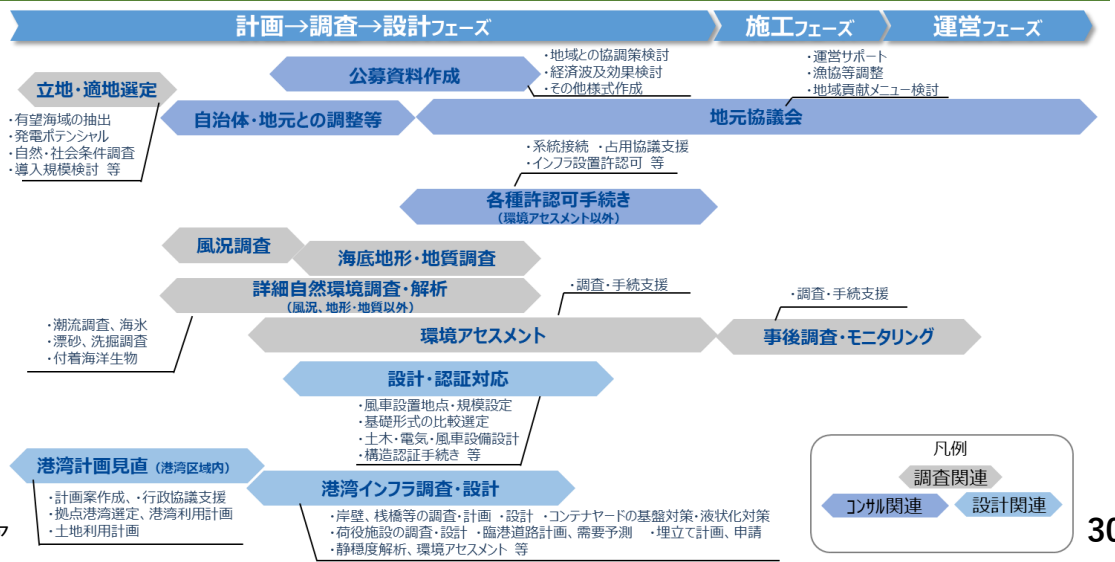 計画→調査→設計フェーズ
施工フェーズ
運営フェーズ
公募資料作成
・地域との協調策検討
・経済波及効果検討
・その他様式作成
・運営サポート
・漁協等調整
・地域貢献メニュー検討
立地・適地選定
・有望海域の抽出
・発電ポテンシャル
・自然・社会条件調査
・導入規模検討 等
自治体・地元との調整等
地元協議会
・系統接続 ・占用協議支援
・インフラ設置許認可 等
各種許認可手続き
（環境アセスメント以外）
風況調査
海底地形・地質調査
詳細自然環境調査・解析
（風況、地形・地質以外）
・調査・手続支援
・調査・手続支援
・潮流調査、海氷
・漂砂、洗掘調査
・付着海洋生物
環境アセスメント
事後調査・モニタリング
設計・認証対応
・風車設置地点・規模設定
・基礎形式の比較選定
・土木・電気・風車設備設計
・構造認証手続き 等
港湾計画見直（港湾区域内）
・計画案作成、・行政協議支援
・拠点港湾選定、港湾利用計画
・土地利用計画
港湾インフラ調査・設計
・岸壁、桟橋等の調査・計画 ・設計 ・コンテナヤードの基盤対策・液状化対策
・荷役施設の調査・設計 ・臨港道路計画、需要予測 ・埋立て計画、申請
・静穏度解析、環境アセスメント 等
凡例
調査関連
コンサル関連
設計関連
30